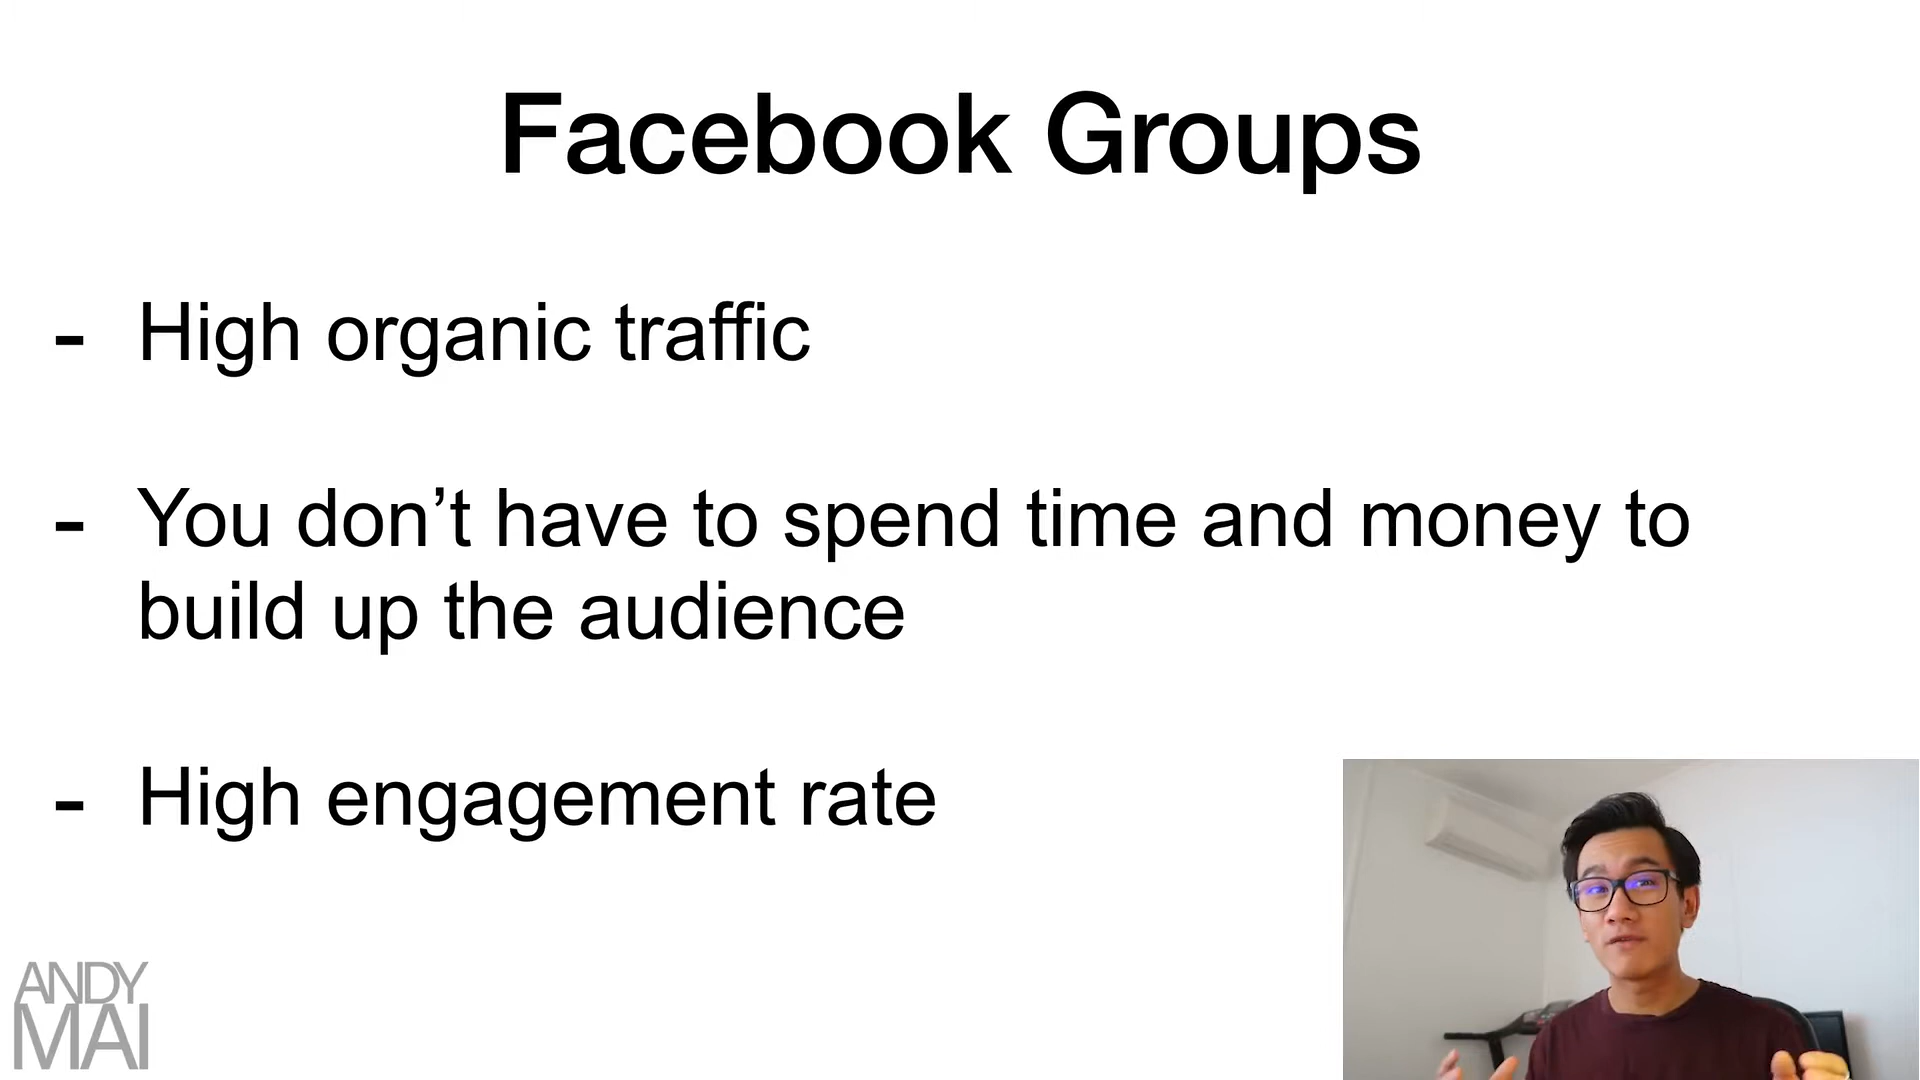 Facebook Groups
- High organic traffic
- You don’t have to spend time and money to
build up the audience
- High engagement rate
ANDY
MAI